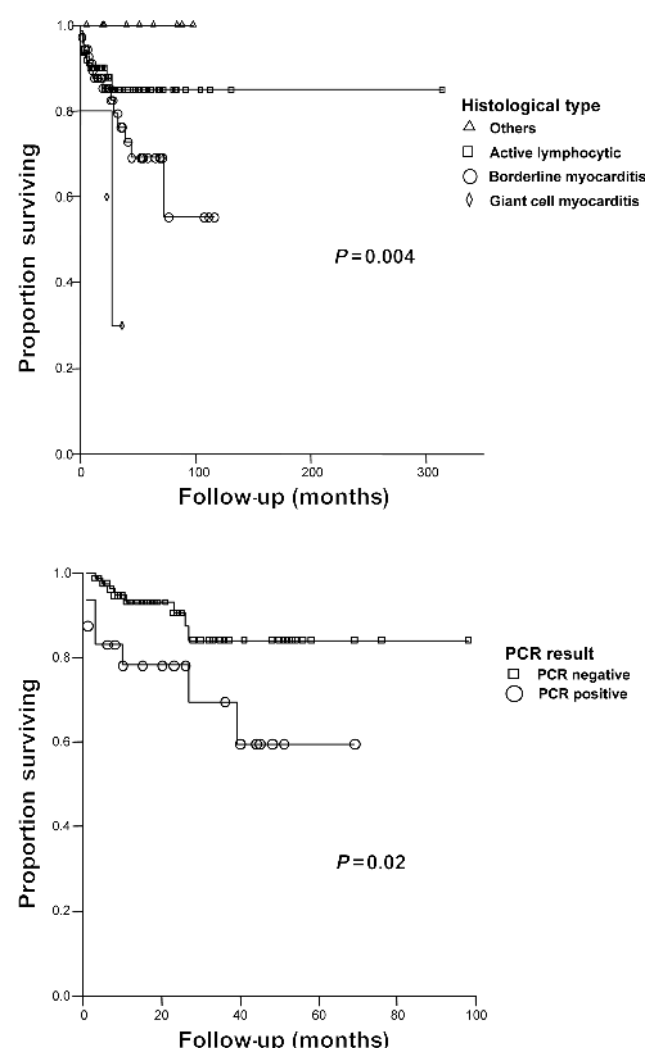 1.0
0.8
0.6
0.4
0.2
0.0
0 100 200 300
Proportion surviving
Follow-up (months)
Histological type
Others
Active lymphocytic
Borderline myocarditis
Giant cell myocarditis
P=0.004
1.0
0.8
0.6
0.4
0.2
0.0
0 20 40 60 80 100
Proportion surviving
Follow-up (months)
PCR result
PCR negative
PCR positive
P=0.02